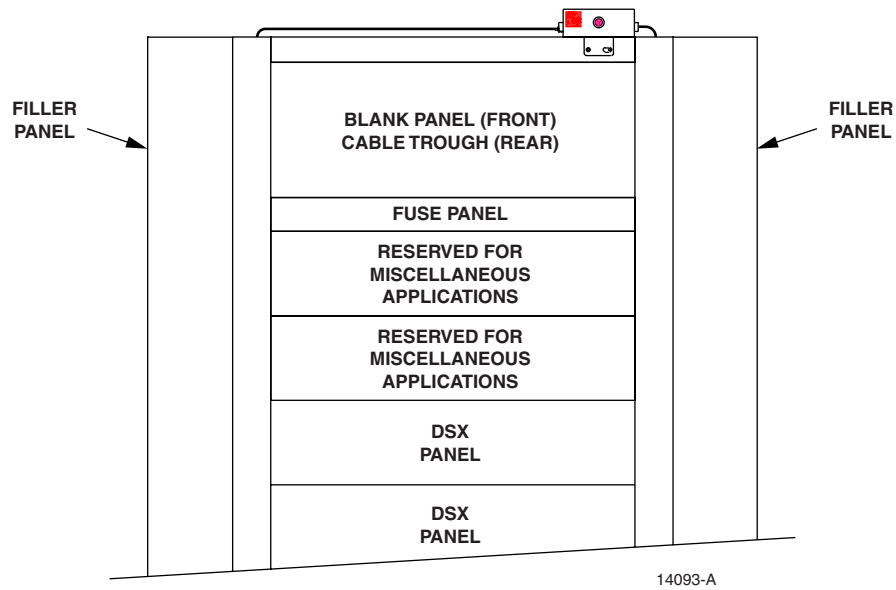 FILLER
PANEL
FILLER
PANEL
BLANK PANEL (FRONT)
CABLE TROUGH (REAR)
FUSE PANEL
RESERVED FOR
MISCELLANEOUS
APPLICATIONS
RESERVED FOR
MISCELLANEOUS
APPLICATIONS
DSX
PANEL
DSX
PANEL
14093-A